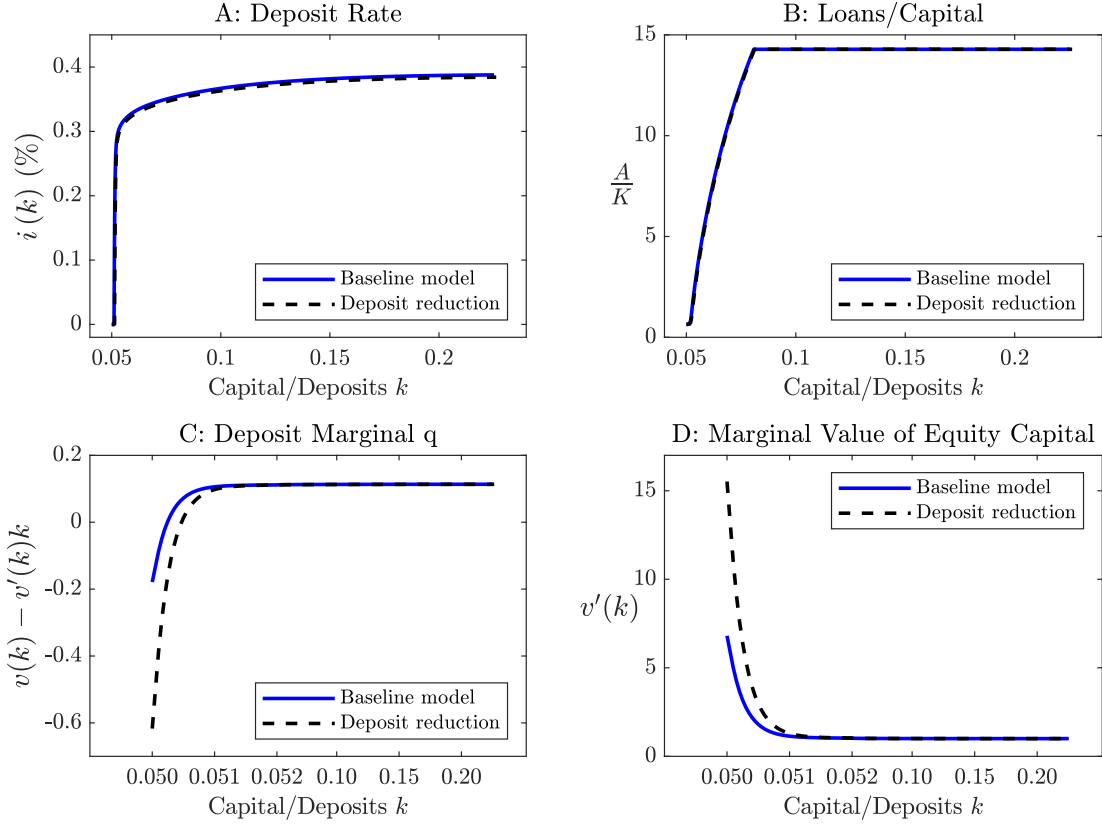 A: Deposit Rate
i(k) (%)
0.4
0.3
0.2
0.1
0
Baseline model
Deposit reduction
0.05 0.1 0.15 0.2
Capital/Deposits k
B: Loans/Capital
A/K
15
10
5
0
Baseline model
Deposit reduction
0.05 0.1 0.15 0.2
Capital/Deposits k
C: Deposit Marginal q
v(k) − v′(k)k
0.2
0
-0.2
-0.4
-0.6
Baseline model
Deposit reduction
0.050 0.051 0.052 0.10 0.15 0.20
Capital/Deposits k
D: Marginal Value of Equity Capital
v′(k)
15
10
5
0
Baseline model
Deposit reduction
0.050 0.051 0.052 0.10 0.15 0.20
Capital/Deposits k